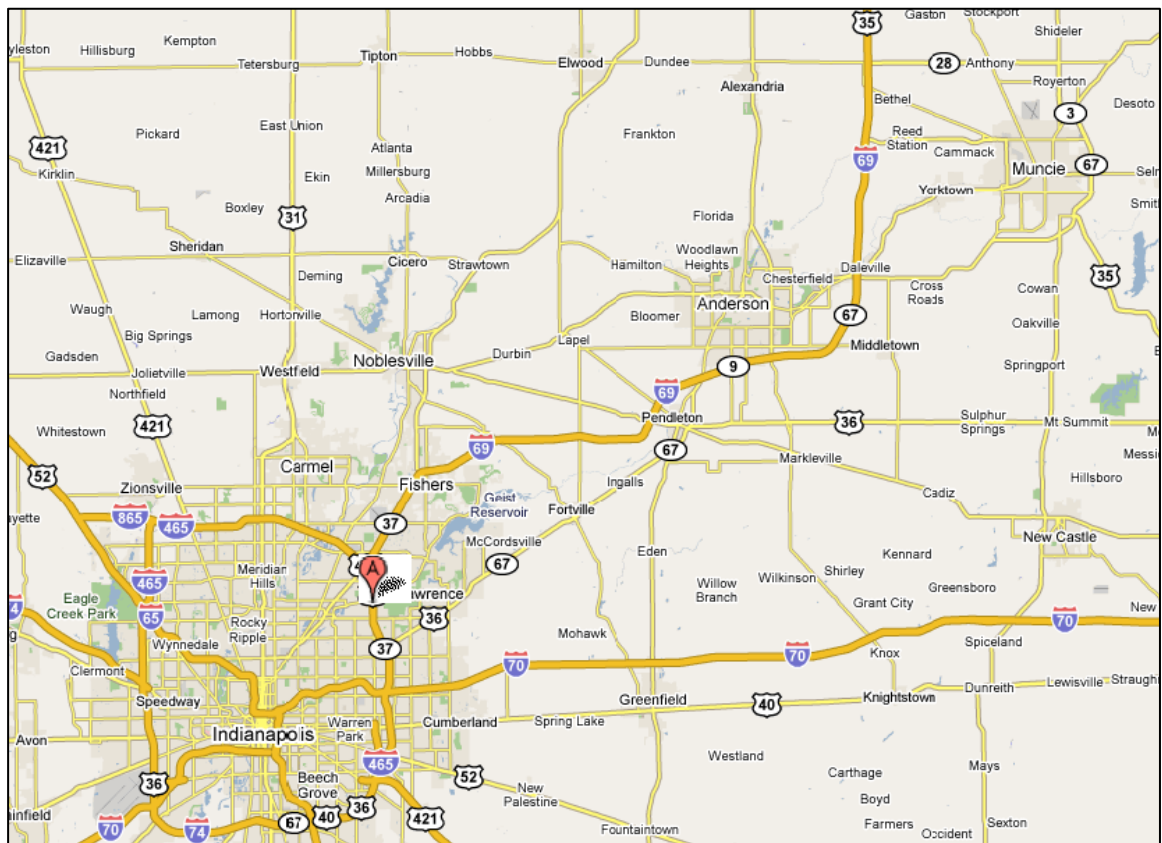 35
Gaston
Stockport
Kempton
Hillisburg
yleston
Shideler
Tipton
Hobbs
Tetersburg
Elwood
Dundee
28
Anthony
Royerton
Alexandria
Bethel
Desoto
3
East Union
Pickard
Frankton
Reed
Station
Cammack
421
Atlanta
69
Muncie
67
Kirklin
Ekin
Millersburg
Arcadia
Yorktown
Boxley
31
Florida
Sheridan
Woodlawn
Heights
Elizaville
Cicero
Strawtown
Hamilton
Chesterfield
Daleville
Deming
35
Cross
Roads
Cowan
Waugh
Lamong
Hortonville
Anderson
Bloomer
67
Oakville
Big Springs
Lapel
Middletown
Gadsden
Noblesville
Durbin
Jolietville
Westfield
9
Springport
Northfield
69
Pendleton
36
Sulphur
Springs
Mt Summit
Whitestown
421
69
67
Markleville
52
Carmel
Zionsville
Fishers
Ingalls
Hillsboro
Geist
Reservoir
Fortville
Cadiz
865
465
37
McCordsville
New Castle
67
Eden
Kennard
Meridian
Hills
A
465
Willow
Branch
Wilkinson
Shirley
Greensboro
Eagle
Creek Park
65
awrence
36
Grant City
Rocky
Ripple
Wynnedale
37
Mohawk
70
Spiceland
70
70
Knox
Clermont
Speedway
Greenfield
40
Knightstown
Dunreith
Lewisville
Straughn
Warren
Park
Cumberland
Spring Lake
Indianapolis
Avon
465
Westland
52
36
Beech
Grove
New
Palestine
Carthage
Mays
Boyd
70
74
67
40
36
421
Fountaintown
Farmers
Occident
Sexton